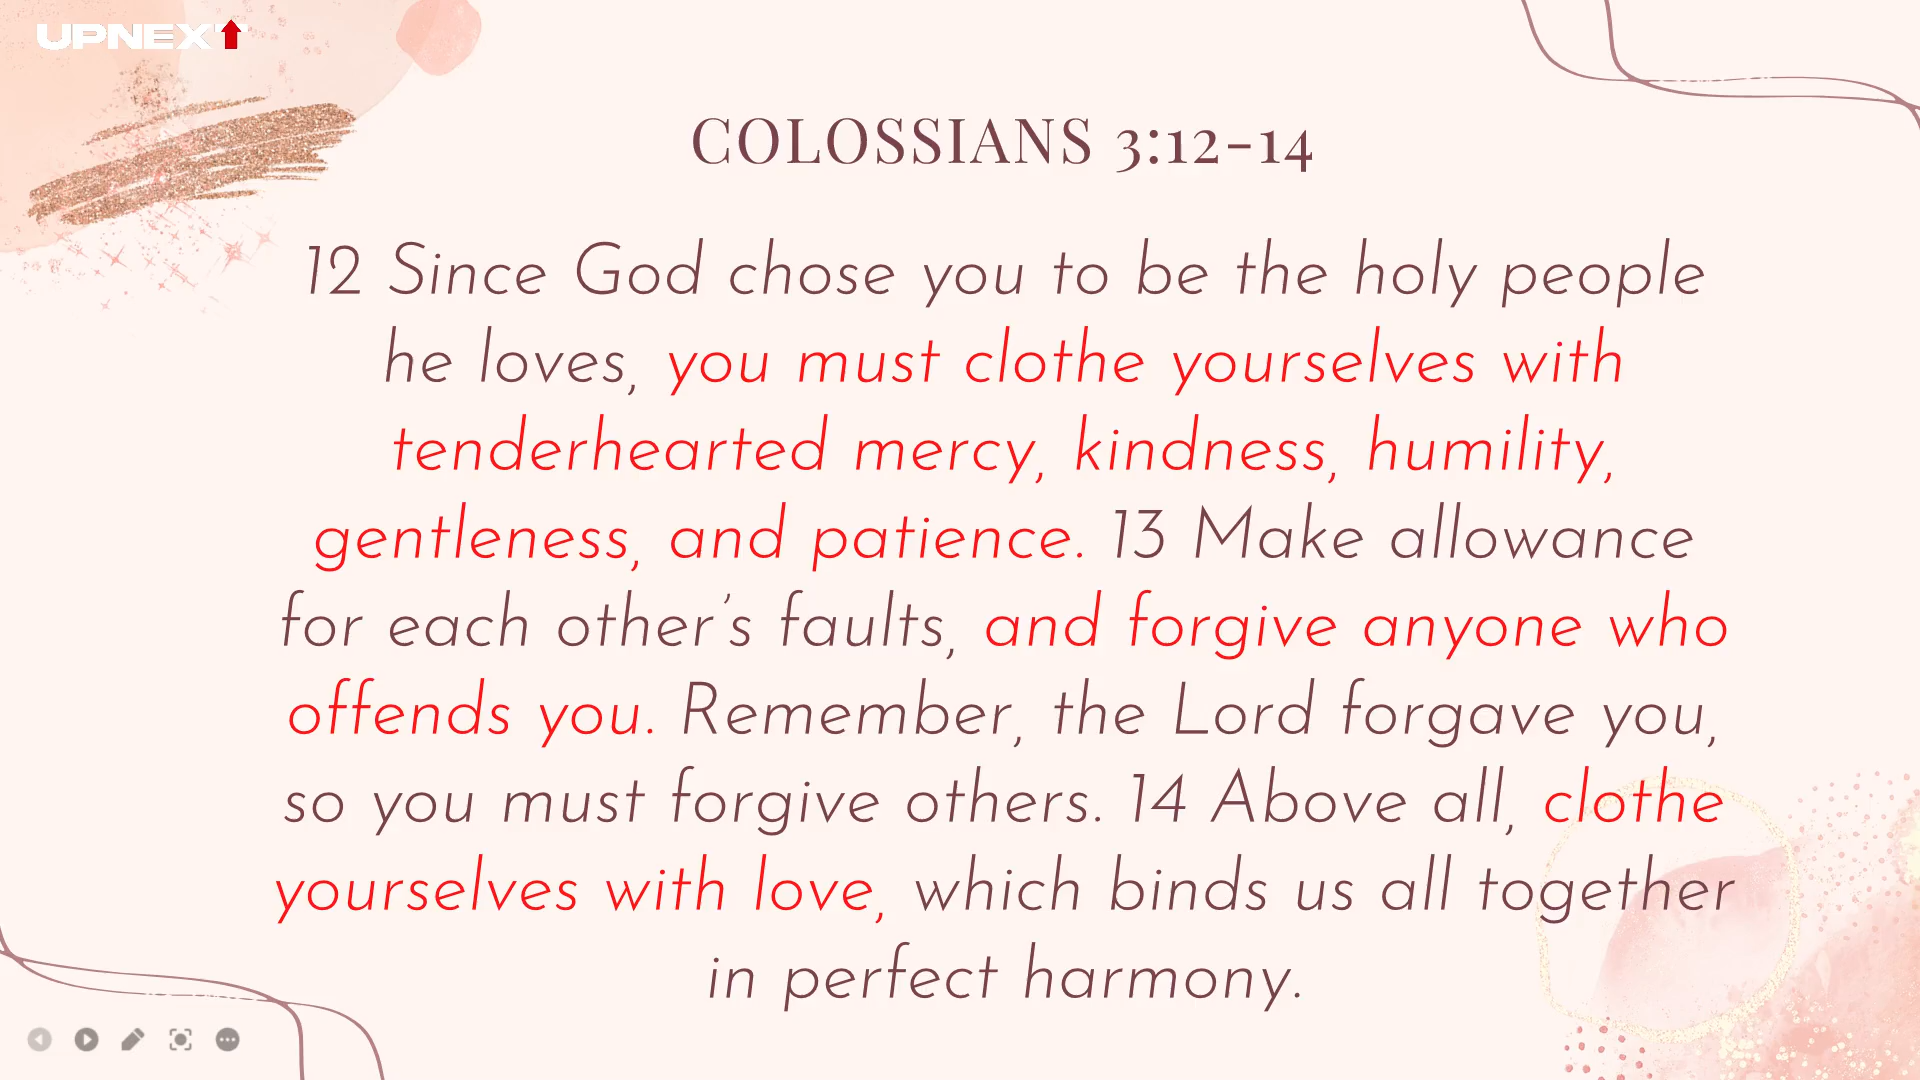 UPNEXT
COLOSSIANS 3:12-14
12 Since God chose you to be the holy people
he loves, you must clothe yourselves with
tenderhearted mercy, kindness, humility,
gentleness, and patience. 13 Make allowance
for each other’s faults, and forgive anyone who
offends you. Remember, the Lord forgave you,
so you must forgive others. 14 Above all, clothe
yourselves with love, which binds us all together
in perfect harmony.